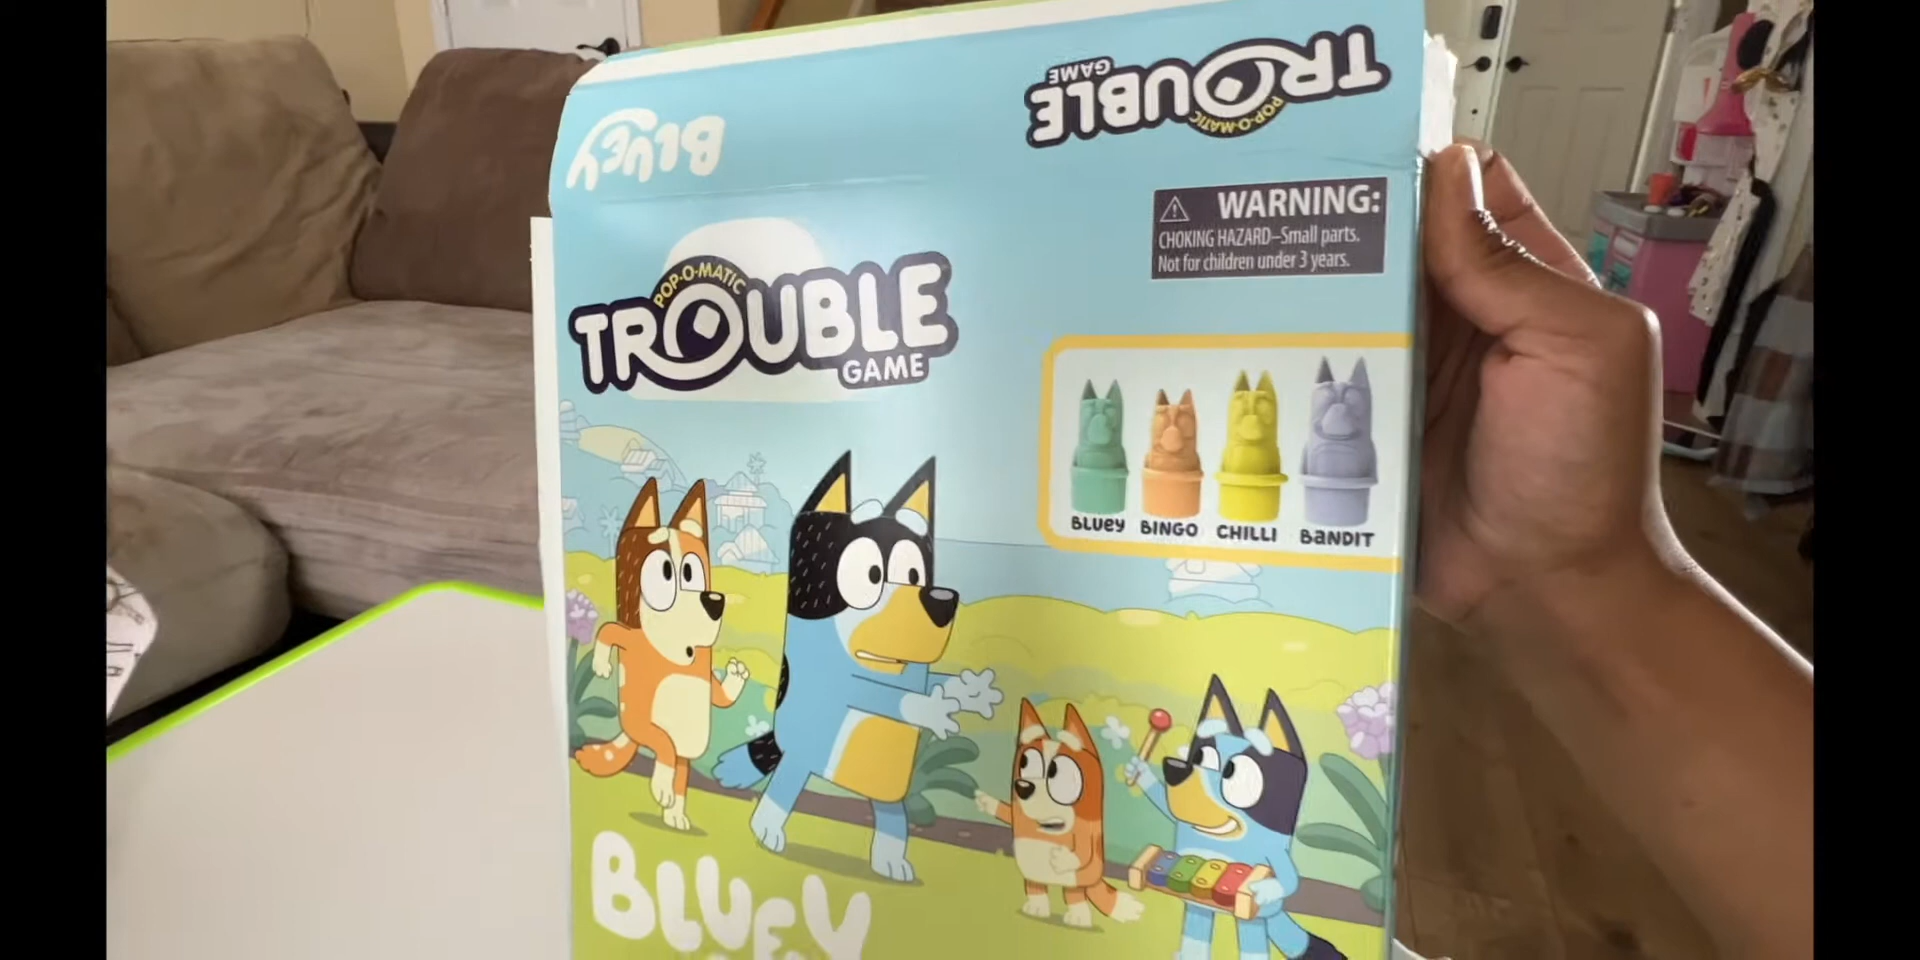 BLUEY
POP-O-MATIC
TROUBLE
GAME
WARNING:
CHOKING HAZARD–Small parts.
Not for children under 3 years.
POP-O-MATIC
TROUBLE
GAME
BLUEY BINGO CHILLI BANDIT
BLUEY